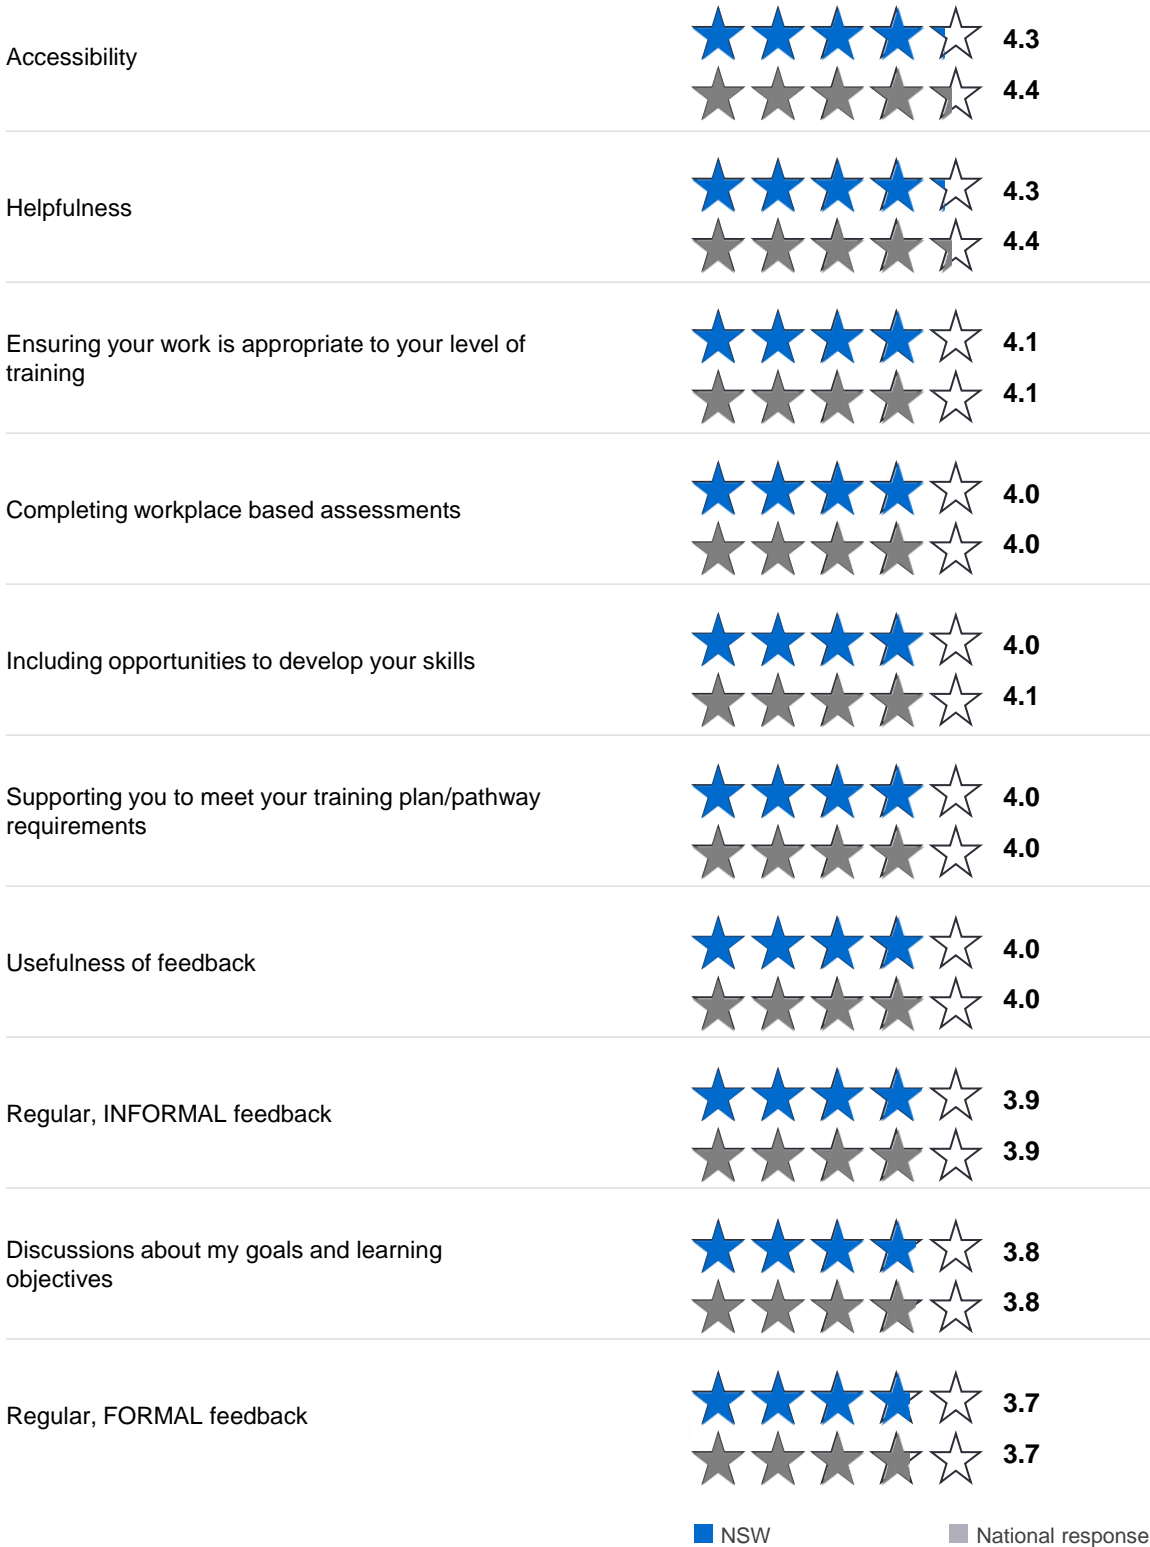 Accessibility
4.3
4.4
Helpfulness
4.3
4.4
Ensuring your work is appropriate to your level of
training
4.1
4.1
Completing workplace based assessments
4.0
4.0
Including opportunities to develop your skills
4.0
4.1
Supporting you to meet your training plan/pathway
requirements
4.0
4.0
Usefulness of feedback
4.0
4.0
Regular, INFORMAL feedback
3.9
3.9
Discussions about my goals and learning
objectives
3.8
3.8
Regular, FORMAL feedback
3.7
3.7
NSW
National response